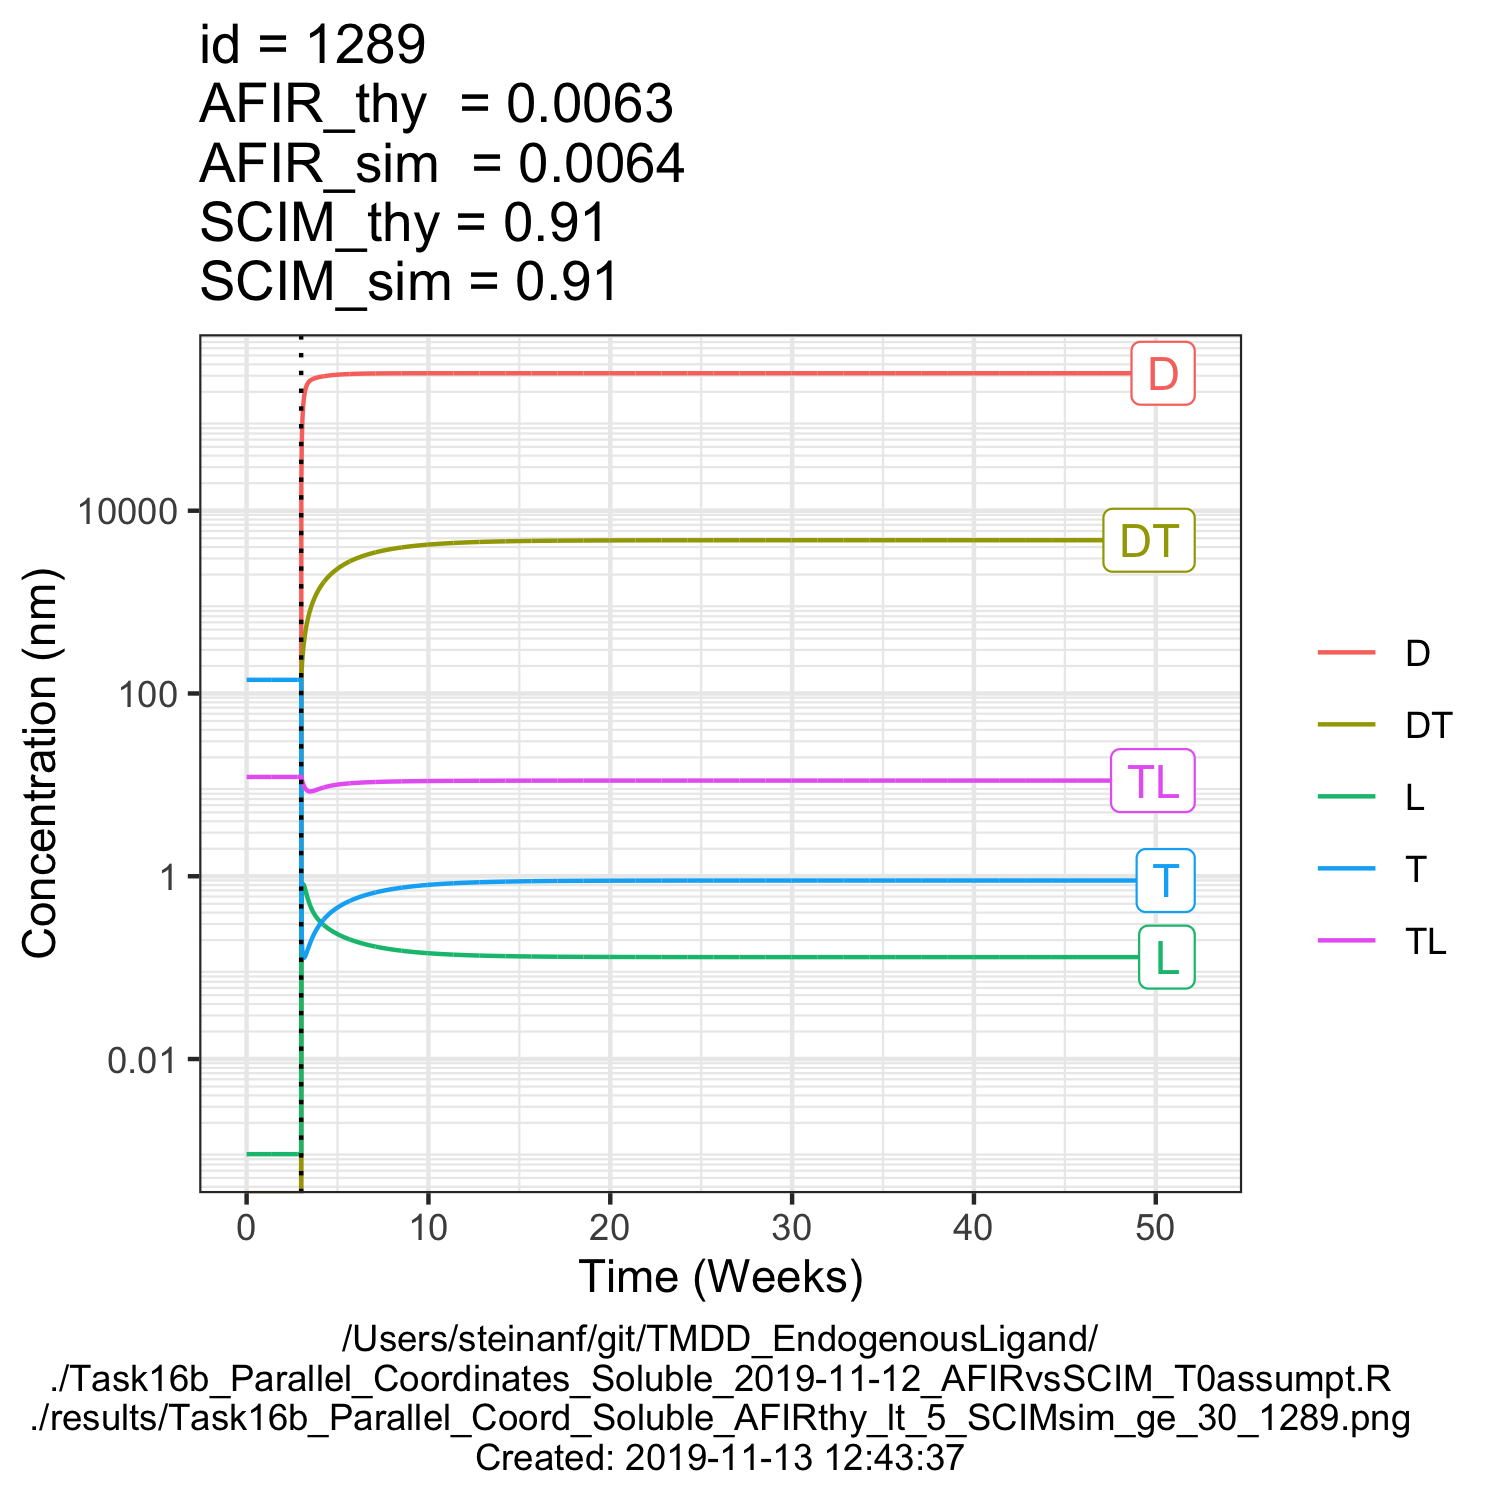 id = 1289
AFIR_thy  = 0.0063
AFIR_sim  = 0.0064
SCIM_thy = 0.91
SCIM_sim = 0.91
D
DT
TL
T
L
10000
100
1
0.01
Concentration (nm)
0 10 20 30 40 50
Time (Weeks)
D
DT
L
T
TL
/Users/steinanf/git/TMDD_EndogenousLigand/
./Task16b_Parallel_Coordinates_Soluble_2019-11-12_AFIRvsSCIM_T0assumpt.R
./results/Task16b_Parallel_Coord_Soluble_AFIRthy_lt_5_SCIMsim_ge_30_1289.png
Created: 2019-11-13 12:43:37